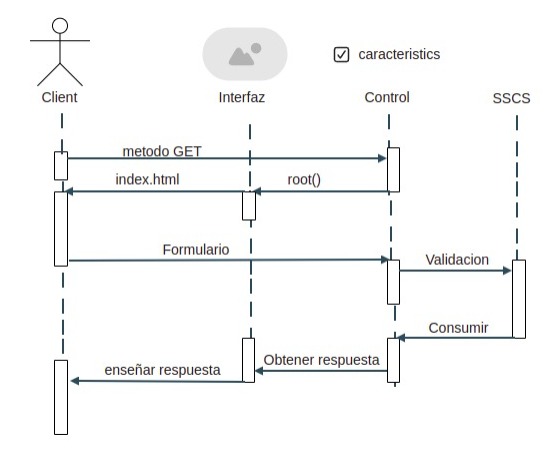 caracteristics
Client
Interfaz
Control
SSCS
metodo GET
index.html
root()
Formulario
Validacion
Consumir
Obtener respuesta
enseñar respuesta